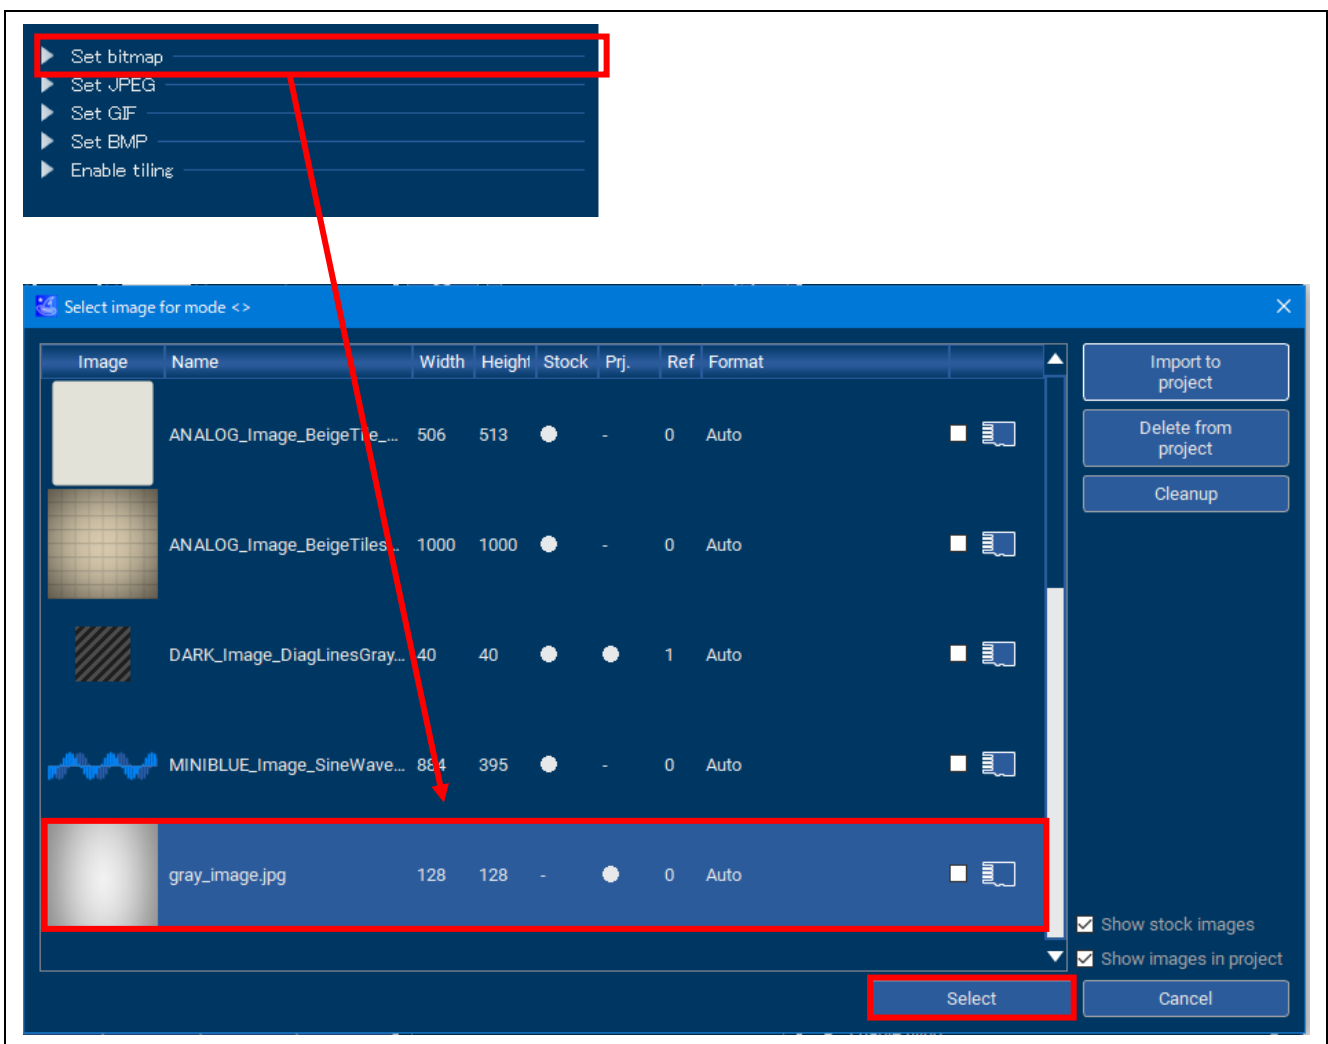 Set bitmap
Set JPEG
Set GIF
Set BMP
Enable tiling
Select image for mode <>
Image Name Width Height Stock Prj. Ref Format
Import to
project
Delete from
project
Cleanup
ANALOG_Image_BeigeTile_... 506 513 - 0 Auto
ANALOG_Image_BeigeTiles... 1000 1000 - 0 Auto
DARK_Image_DiagLinesGray... 40 40 1 Auto
MINIBLUE_Image_SineWave... 884 395 - 0 Auto
gray_image.jpg 128 128 - 0 Auto
Show stock images
Show images in project
Select Cancel